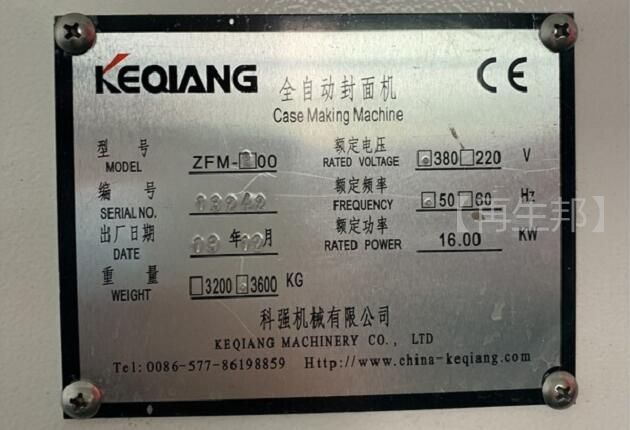 KEQIANG
全自动封面机
Case Making Machine
CE
型号
MODEL
ZFM-□00
编号
SERIAL NO.
13242
出厂日期
DATE
年 月
重量
WEIGHT
□3200□3600 KG
额定电压
RATED VOLTAGE
□380□220 V
额定频率
FREQUENCY
□50□60 Hz
额定功率
RATED POWER
16.00 KW
科强机械有限公司
KEQIANG MACHINERY CO., LTD
Tel: 0086-577-86198859 Http://www.china-keqiang.com
【再生邦】